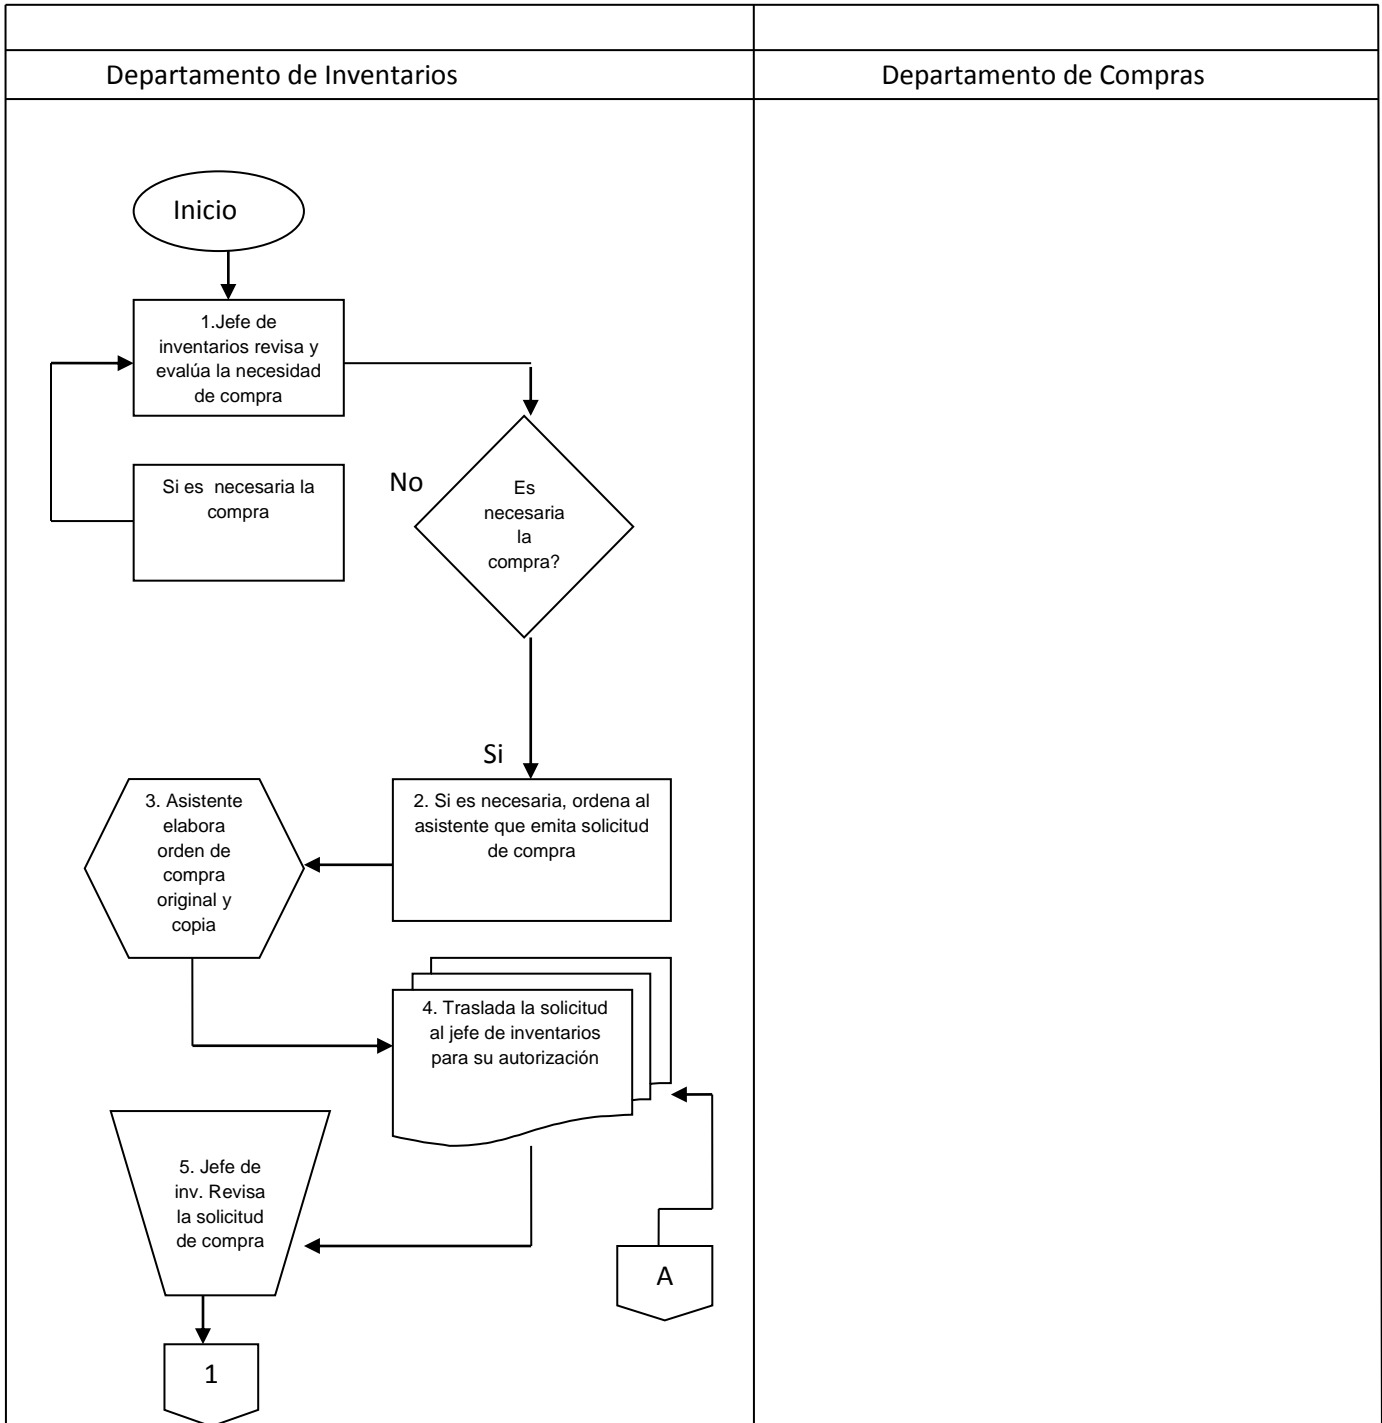 Departamento de Inventarios
Departamento de Compras
Inicio
1.Jefe de
inventarios revisa y
evalúa la necesidad
de compra
Si es  necesaria la
compra
No
Es
necesaria
la
compra?
Si
3. Asistente
elabora
orden de
compra
original y
copia
2. Si es necesaria, ordena al
asistente que emita solicitud
de compra
4. Traslada la solicitud
al jefe de inventarios
para su autorización
5. Jefe de
inv. Revisa
la solicitud
de compra
A
1